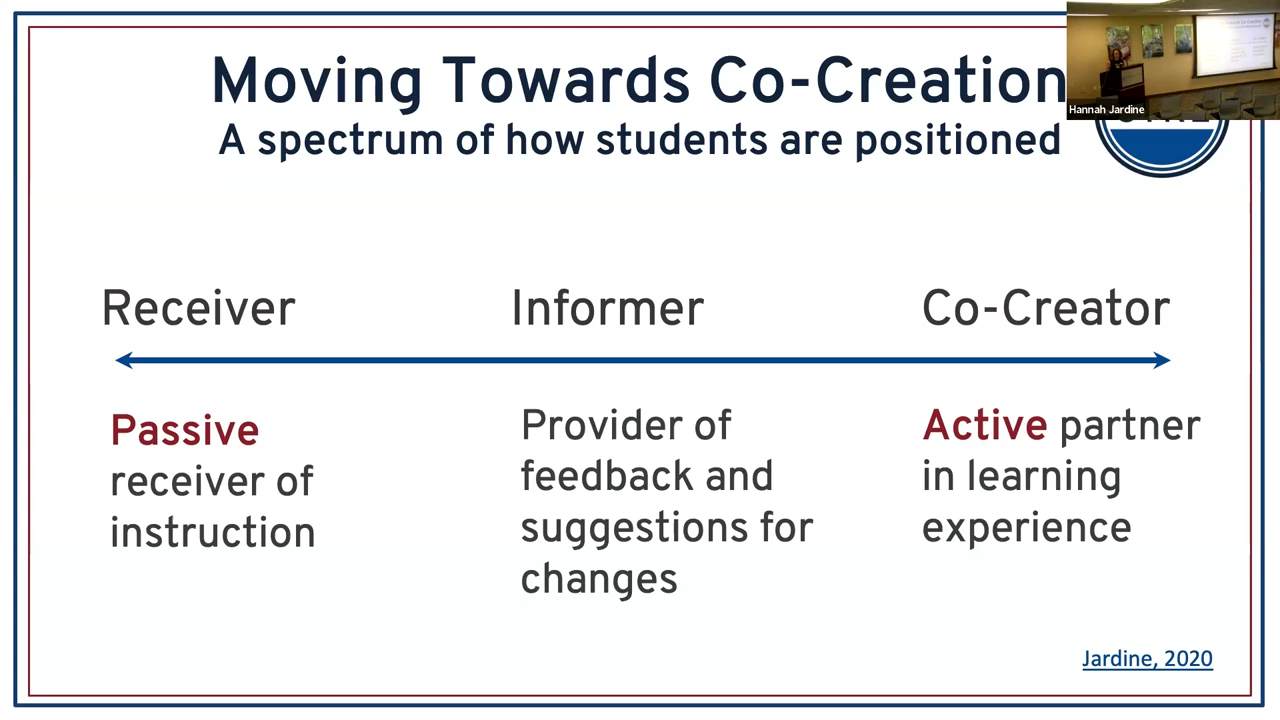 Moving Towards Co-Creation
A spectrum of how students are positioned
Hannah Jardine
Receiver
Informer
Co-Creator
Passive
receiver of
instruction
Provider of
feedback and
suggestions for
changes
Active partner
in learning
experience
Jardine, 2020